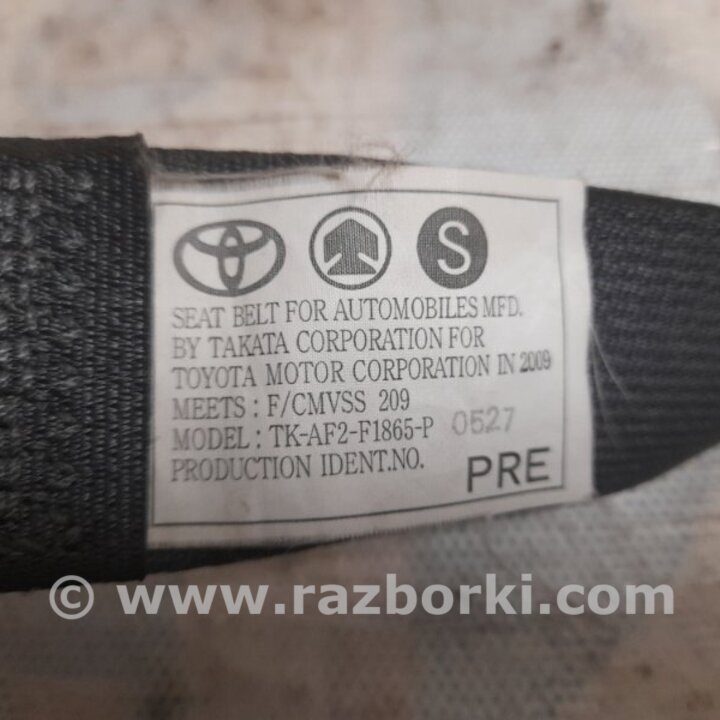 S
SEAT BELT FOR AUTOMOBILES MFD.
BY TAKATA CORPORATION FOR
TOYOTA MOTOR CORPORATION IN 2009
MEETS : F/CMVSS 209
MODEL : TK-AF2-F1865-P 0527
PRODUCTION IDENT.NO. PRE
© www.razborki.com